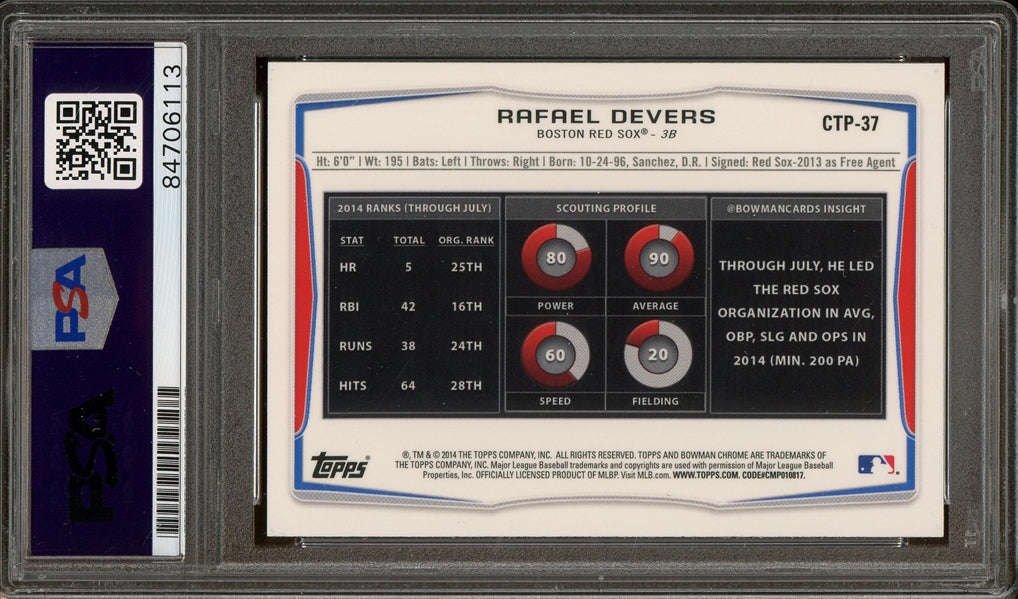 84706113
PSA
PSA
RAFAEL DEVERS
BOSTON RED SOX® - 3B
CTP-37
Ht: 6'0" | Wt: 195 | Bats: Left | Throws: Right | Born: 10-24-96, Sanchez, D.R. | Signed: Red Sox-2013 as Free Agent
2014 RANKS (THROUGH JULY)
STAT TOTAL ORG. RANK
HR 5 25TH
RBI 42 16TH
RUNS 38 24TH
HITS 64 28TH
SCOUTING PROFILE
80 90
POWER AVERAGE
60 20
SPEED FIELDING
@BOWMANCARDS INSIGHT
THROUGH JULY, HE LED
THE RED SOX
ORGANIZATION IN AVG,
OBP, SLG AND OPS IN
2014 (MIN. 200 PA)
Topps
®, TM & © 2014 THE TOPPS COMPANY, INC. ALL RIGHTS RESERVED. TOPPS AND BOWMAN CHROME ARE TRADEMARKS OF
THE TOPPS COMPANY, INC. Major League Baseball trademarks and copyrights are used with permission of Major League Baseball
Properties, Inc. OFFICIALLY LICENSED PRODUCT OF MLBP. Visit MLB.com. WWW.TOPPS.COM. CODE#CMP010817.